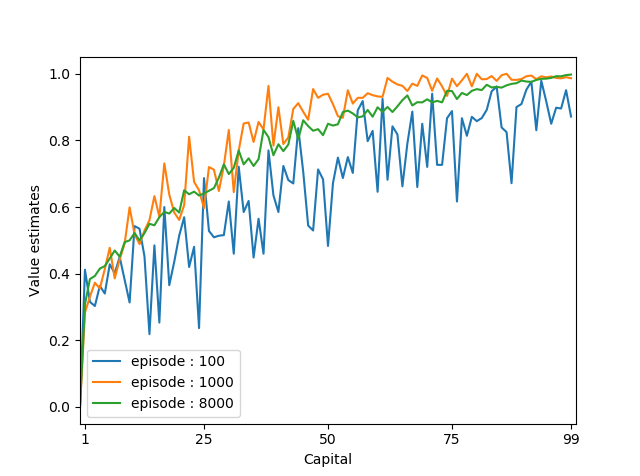 1.0
0.8
0.6
0.4
0.2
0.0
Value estimates
episode : 100
episode : 1000
episode : 8000
1 25 50 75 99
Capital